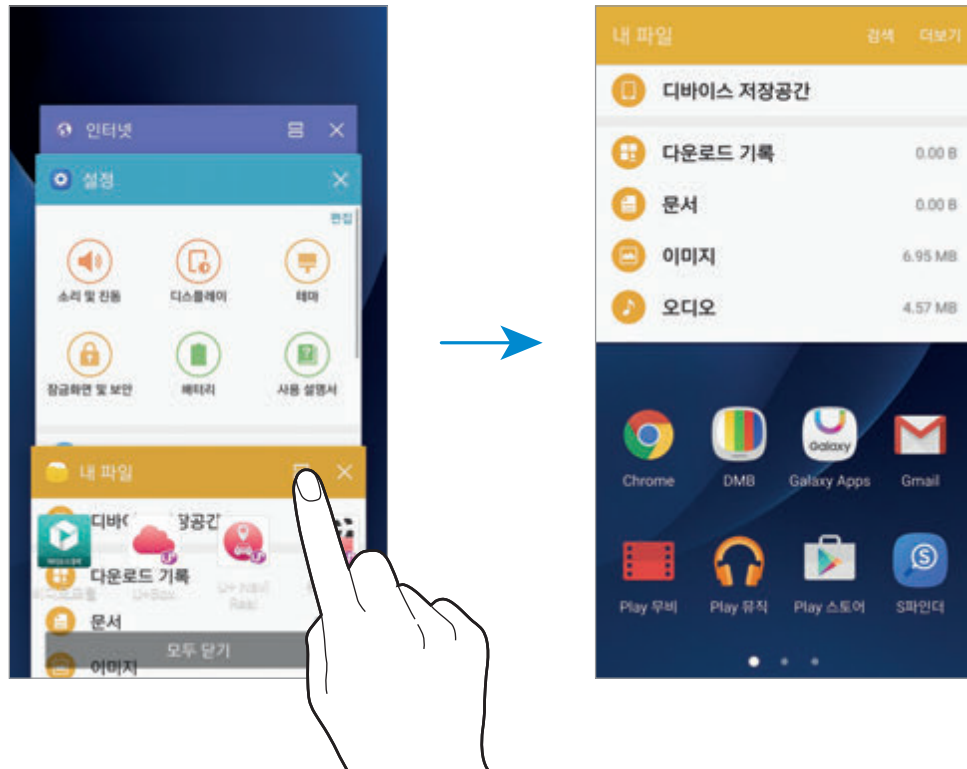 인터넷
설정
편집
소리 및 진동 디스플레이 테마
잠금화면 및 보안 배터리 사용 설명서
내 파일
다운로드 기록
문서
모두 닫기
이미지
내 파일 검색 더보기
디바이스 저장공간
다운로드 기록 0.00 B
문서 0.00 B
이미지 6.95 MB
오디오 4.57 MB
Galaxy
Chrome DMB Galaxy Apps Gmail
Play 무비 Play 뮤직 Play 스토어 S파인더